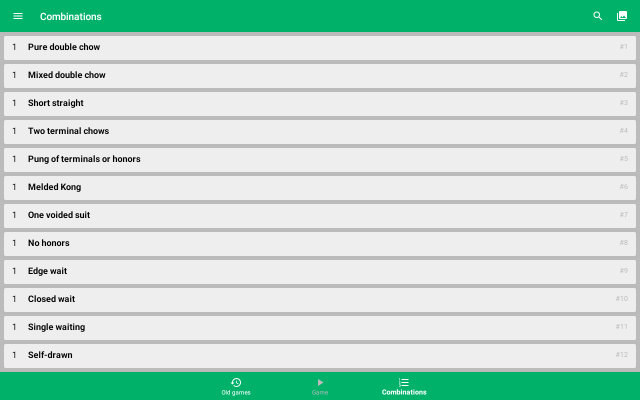 Combinations
1 Pure double chow #1
1 Mixed double chow #2
1 Short straight #3
1 Two terminal chows #4
1 Pung of terminals or honors #5
1 Melded Kong #6
1 One voided suit #7
1 No honors #8
1 Edge wait #9
1 Closed wait #10
1 Single waiting #11
1 Self-drawn #12
Old games Game Combinations